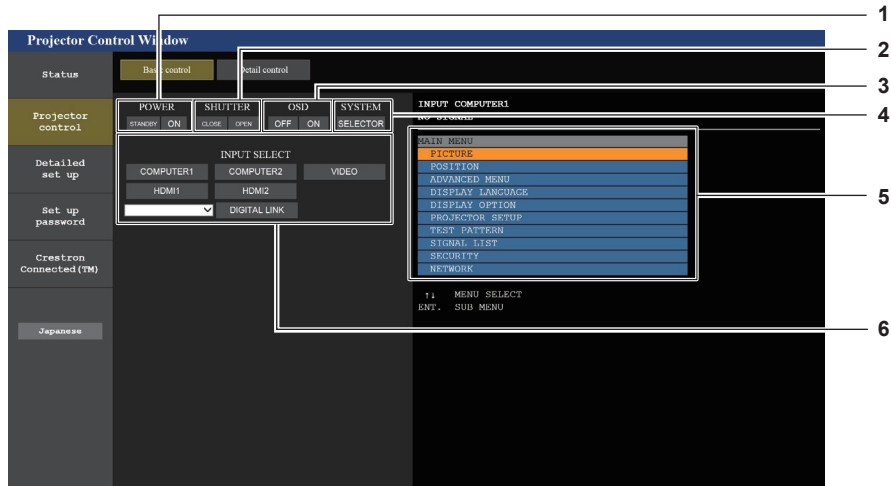 1
Projector Control Window
2
Status
Basic control
Detail control
3
POWER
SHUTTER
OSD
SYSTEM
INPUT COMPUTER1
4
STANDBY
ON
CLOSE
OPEN
OFF
ON
SELECTOR
NO SIGNAL
Projector
control
MAIN MENU
PICTURE
INPUT SELECT
POSITION
COMPUTER1
COMPUTER2
VIDEO
ADVANCED MENU
HDMI1
HDMI2
DISPLAY LANGUAGE
5
DISPLAY OPTION
DIGITAL LINK
PROJECTOR SETUP
TEST PATTERN
SIGNAL LIST
SECURITY
NETWORK
Detailed
set up
Set up
password
Crestron
Connected(TM)
↑↓ MENU SELECT
ENT. SUB MENU
Japanese
6